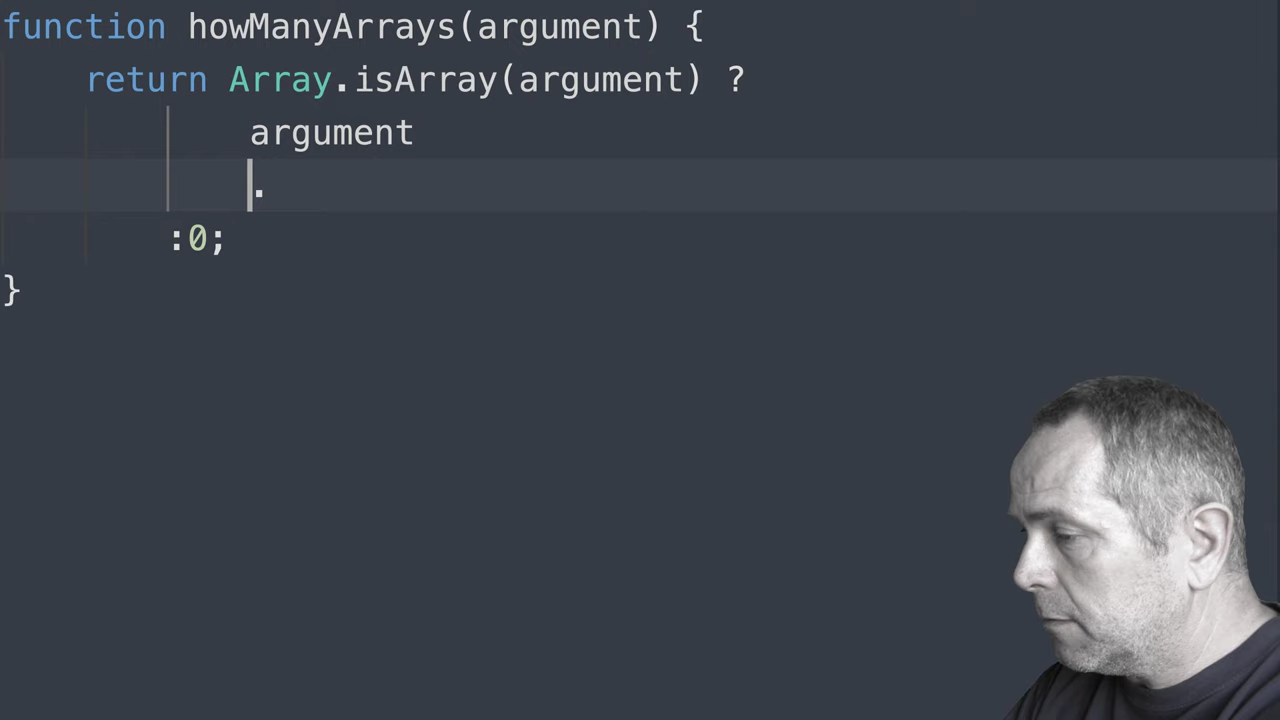 function howManyArrays(argument) {
return Array.isArray(argument) ?
argument
.
:0;
}